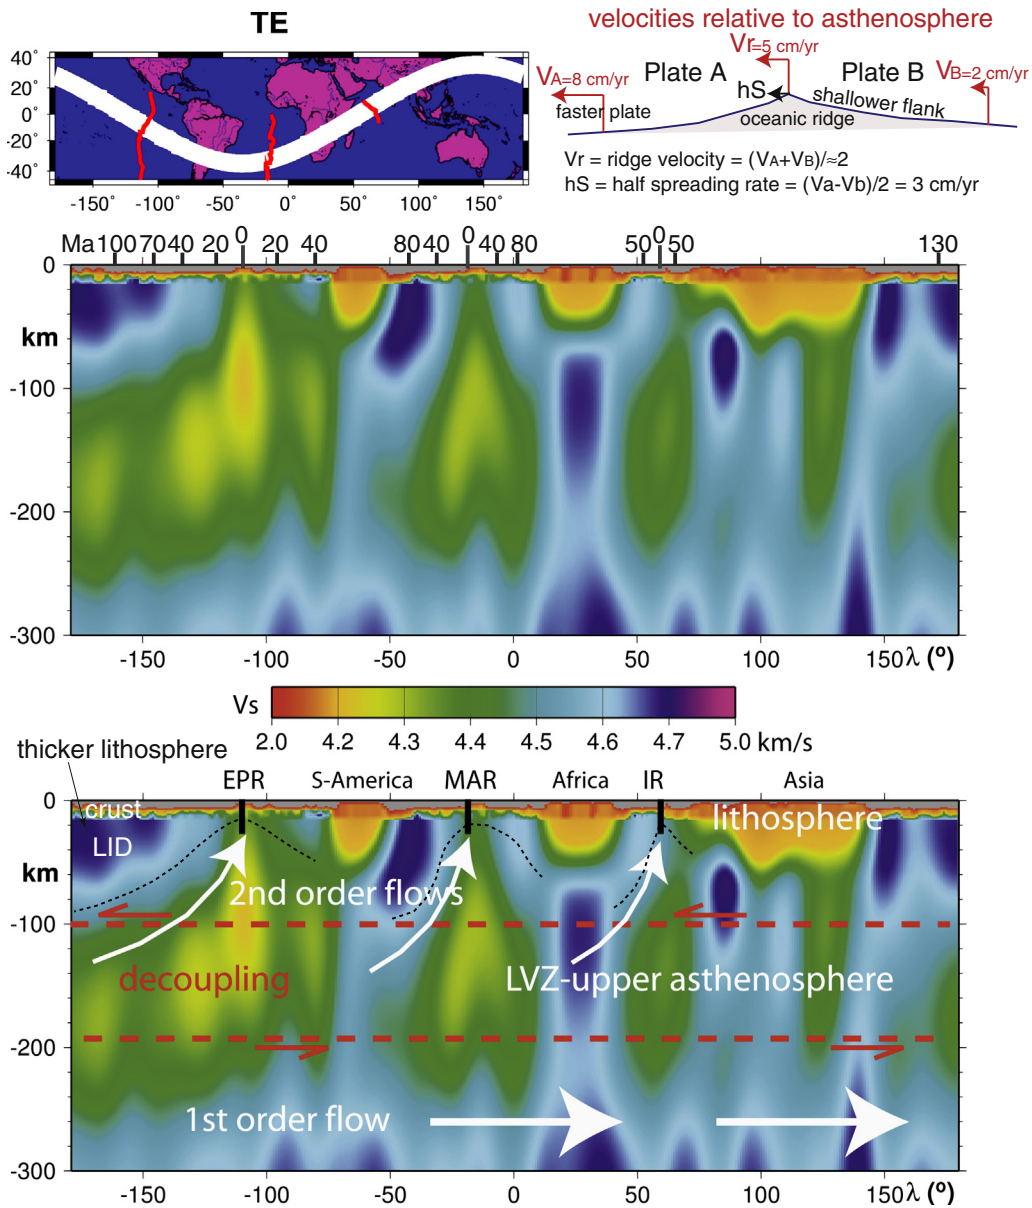 TE
velocities relative to asthenosphere
Vr=5 cm/yr
VA=8 cm/yr
Plate A
Plate B
VB=2 cm/yr
hS
faster plate
shallower flank
oceanic ridge
Vr = ridge velocity = (VA+VB)/≈2
hS = half spreading rate = (Va-Vb)/2 = 3 cm/yr
40˚
20˚
0˚
-20˚
-40˚
-150˚ -100˚ -50˚ 0˚ 50˚ 100˚ 150˚
Ma 100 70 40 20 0 20 40 80 40 0 40 80 50 0 50 130
0
km
-100
-200
-300
-150 -100 -50 0 50 100 150 λ (º)
Vs
2.0 4.2 4.3 4.4 4.5 4.6 4.7 5.0 km/s
thicker lithosphere
EPR S-America MAR Africa IR Asia
0
crust
lithosphere
LID
km
2nd order flows
-100
decoupling
LVZ-upper asthenosphere
-200
1st order flow
-300
-150 -100 -50 0 50 100 150 λ (º)